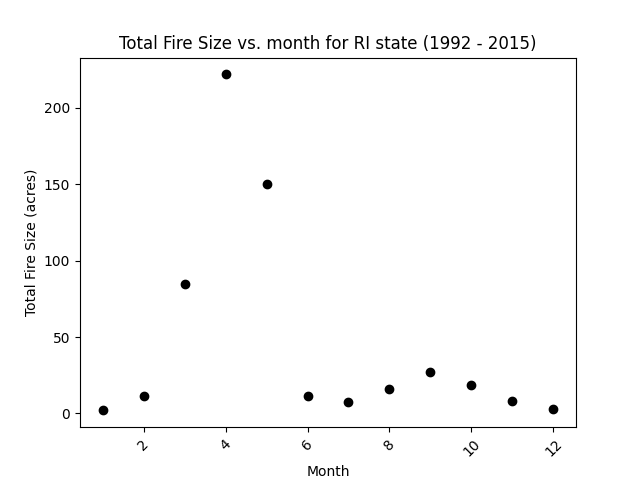 Total Fire Size vs. month for RI state (1992 - 2015)
Total Fire Size (acres)
200
150
100
50
0
2 4 6 8 10 12
Month